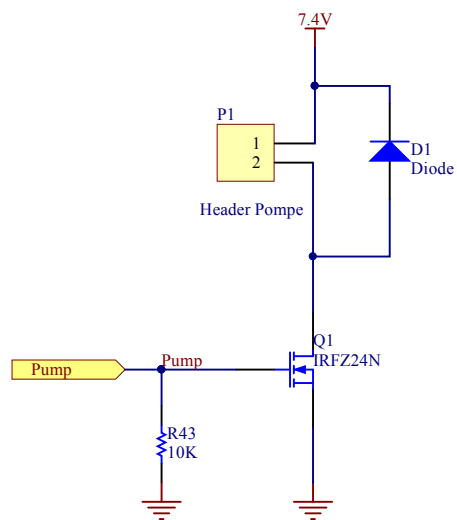 7.4V
P1
1
2
D1
Diode
Header Pompe
Q1
IRFZ24N
Pump
Pump
R43
10K